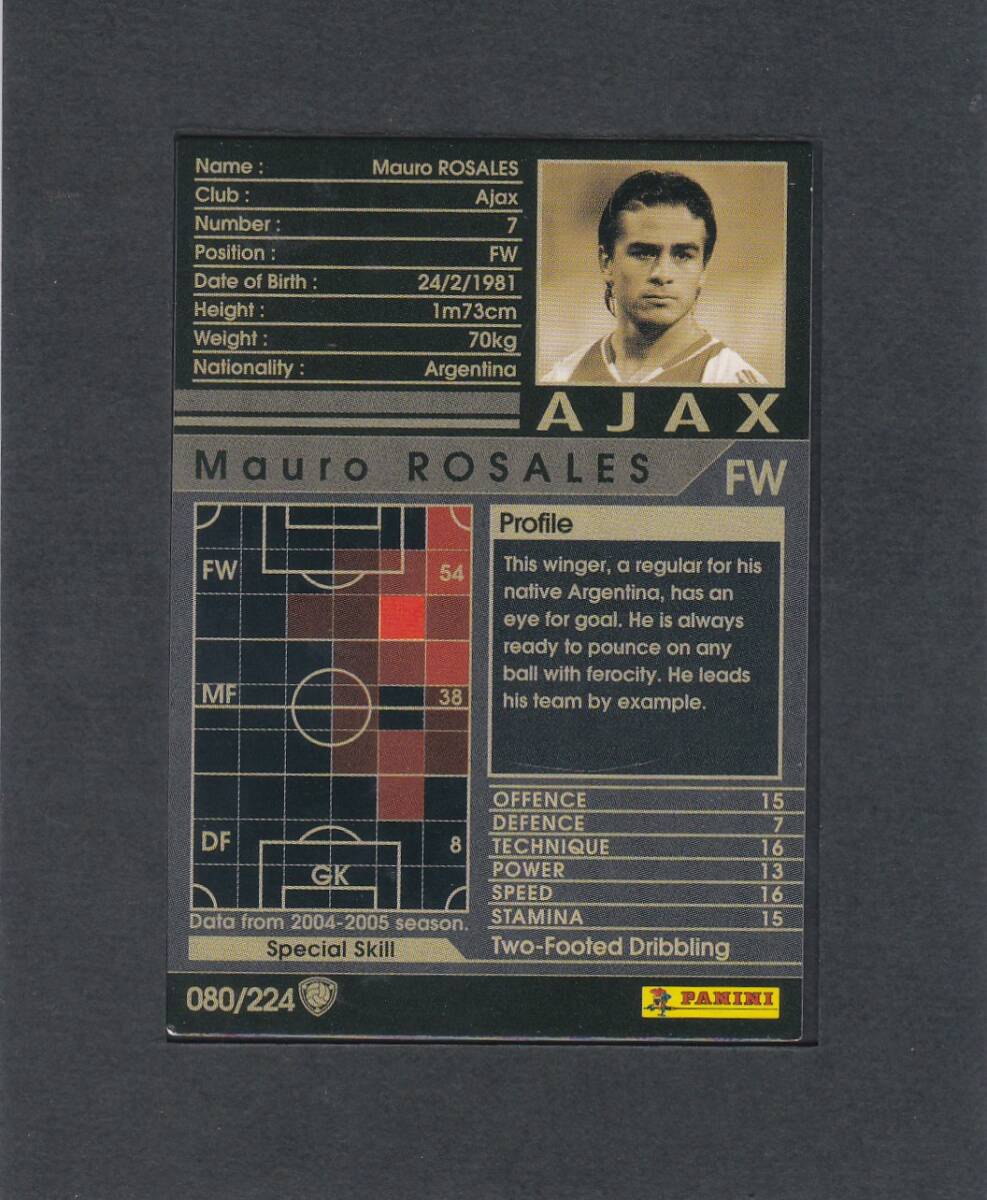 Name : Mauro ROSALES
Club : Ajax
Number : 7
Position : FW
Date of Birth : 24/2/1981
Height : 1m73cm
Weight : 70kg
Nationality : Argentina
AJAX
Mauro ROSALES
FW
FW 54
MF 38
DF 8
GK
Data from 2004-2005 season.
Profile
This winger, a regular for his
native Argentina, has an
eye for goal. He is always
ready to pounce on any
ball with ferocity. He leads
his team by example.
OFFENCE 15
DEFENCE 7
TECHNIQUE 16
POWER 13
SPEED 16
STAMINA 15
Special Skill Two-Footed Dribbling
080/224
PANINI